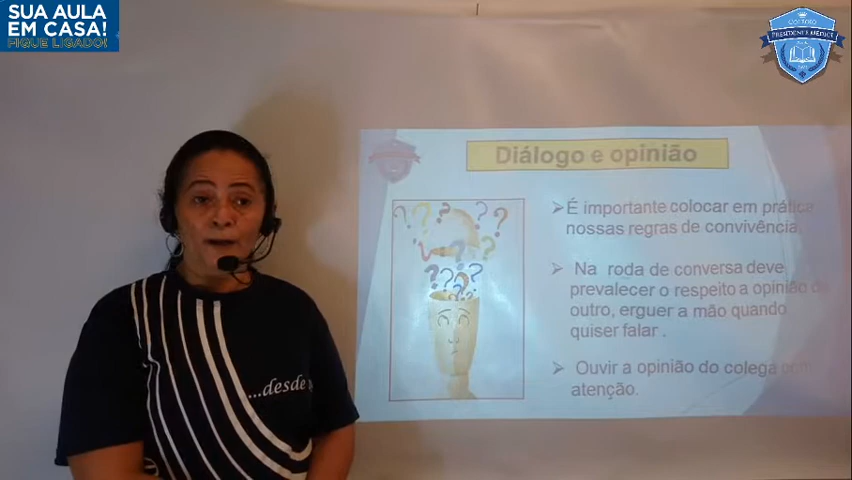 SUA AULA
EM CASA!
FIQUE LIGADO!
COLÉGIO
PRESIDENTE MÉDICI
Diálogo e opinião
➢É importante colocar em prática
nossas regras de convivência.
➢ Na roda de conversa deve
prevalecer o respeito a opinião do
outro, erguer a mão quando
quiser falar .
➢ Ouvir a opinião do colega com
atenção.
...desde